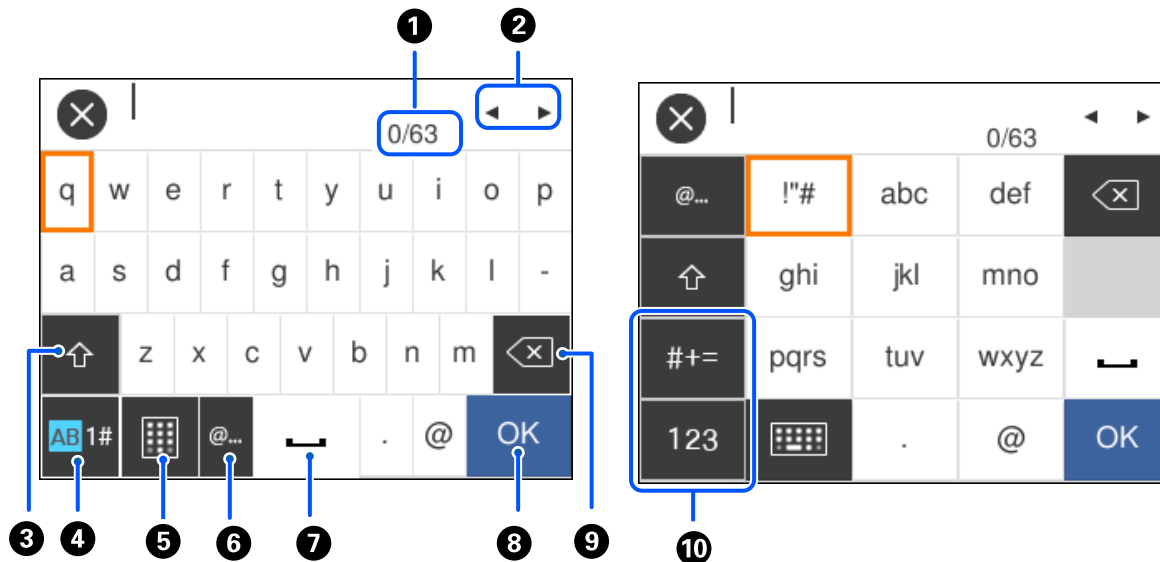 1 2
0/63
q w e r t y u i o p
a s d f g h j k l -
z x c v b n m
AB 1# @... . @ OK
3 4 5 6 7 8 9
0/63
@... !"# abc def
ghi jkl mno
#+= pqrs tuv wxyz
123 . @ OK
10